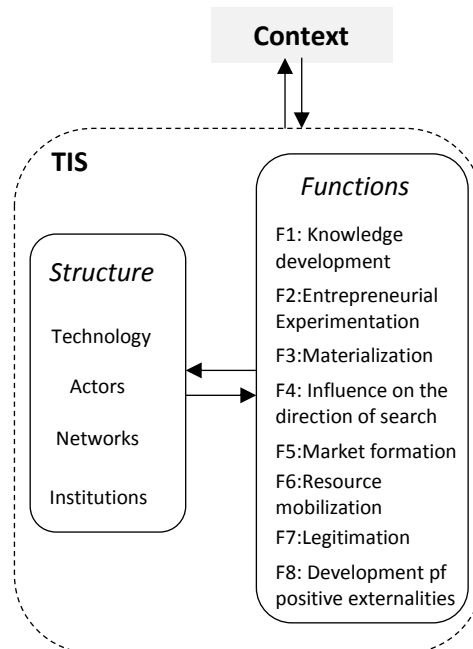 Context
TIS
Structure
Technology
Actors
Networks
Institutions
Functions
F1: Knowledge
development
F2:Entrepreneurial
Experimentation
F3:Materialization
F4: Influence on the
direction of search
F5:Market formation
F6:Resource
mobilization
F7:Legitimation
F8: Development pf
positive externalities